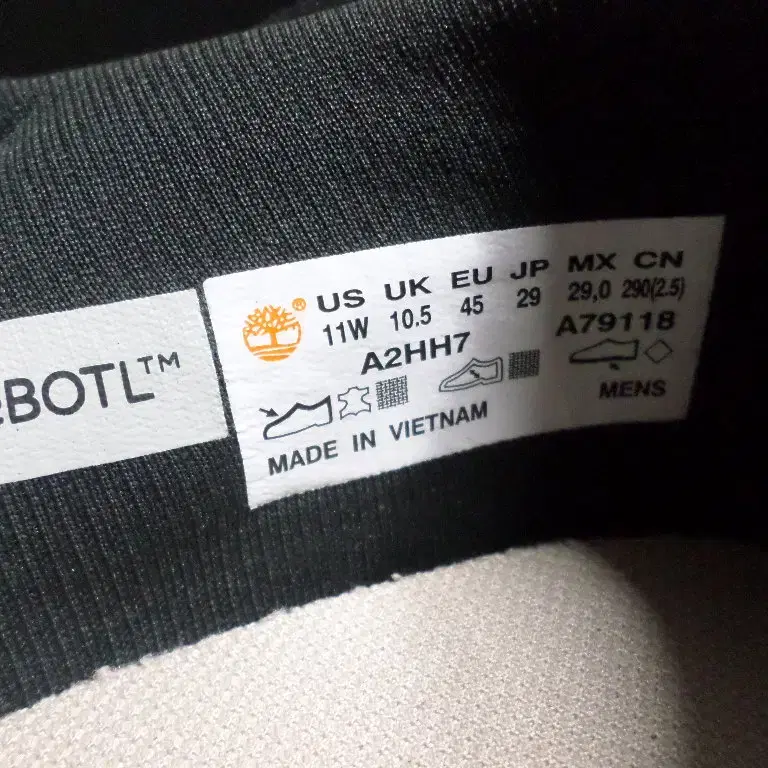 BOTL™
®
US UK EU JP MX CN
11W 10.5 45 29 29,0 290(2.5)
A2HH7 A79118
MENS
MADE IN VIETNAM